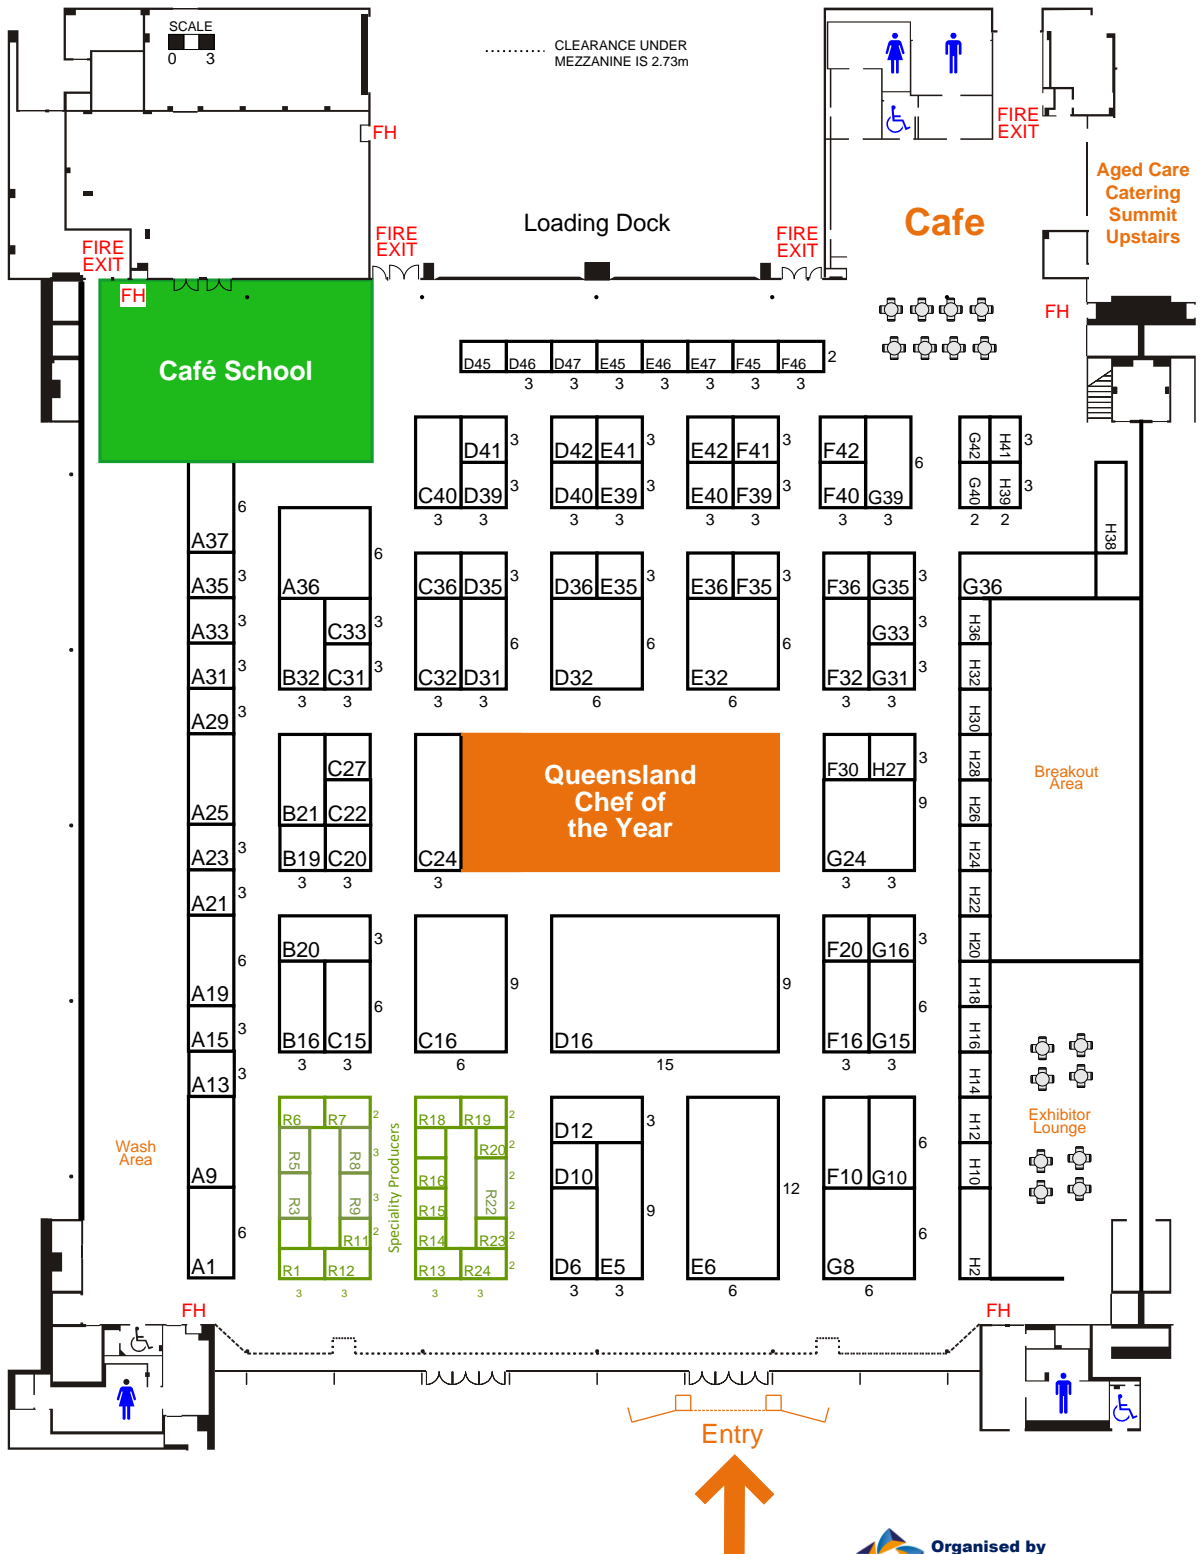 SCALE
0 3
CLEARANCE UNDER
MEZZANINE IS 2.73m
FH
FIRE
EXIT
Aged Care
Catering
Summit
Upstairs
Cafe
Loading Dock
FIRE
EXIT
FIRE
EXIT
FIRE
EXIT
FH
FH
Café School
D45 D46 D47 E45 E46 E47 F45 F46 2
3 3 3 3 3 3 3
D41 3 D42 E41 3 E42 F41 3 F42 6 G42 H41 3
C40 D39 3 D40 E39 3 E40 F39 3 F40 G39 G40 H39 3
3 3 3 3 3 3 3 3 2 2
6
A37
H38
A36 6
A35 3
C36 D35 3 D36 E35 3 E36 F35 3 F36 G35 3 G36
A33 3 C33 3 G33 3 H36
A31 3 B32 C31 3 C32 D31 6 D32 6 E32 6 F32 G31 3 H32
3 3 3 3 6 6 3 3
A29 3 H30
C27 F30 H27 3 H28
Queensland
Chef of
the Year
Breakout
Area
A25 B21 C22 9 H26
A23 3 B19 C20 C24 G24 H24
3 3 3 3 3
A21 3 H22
B20 3 F20 G16 3 H20
A19 6 H18
A15 3 B16 C15 6 C16 9 D16 9 F16 G15 6 H16
3 3 6 15 3 3
A13 3 H14
R6 R7 2 R18 R19 2 D12 3 H12
Exhibitor
Lounge
Wash
Area
Speciality Producers
R5 R8 3 R20 2
A9 R16 2 D10 F10 G10 6 H10
R3 R9 3 R15 R22 2 9 12
A1 6 R11 2 R14 R23 2 6
R1 R12 R13 R24 2 D6 E5 E6 G8 H2
3 3 3 3 3 3 6 6
FH
FH
Entry
Organised by